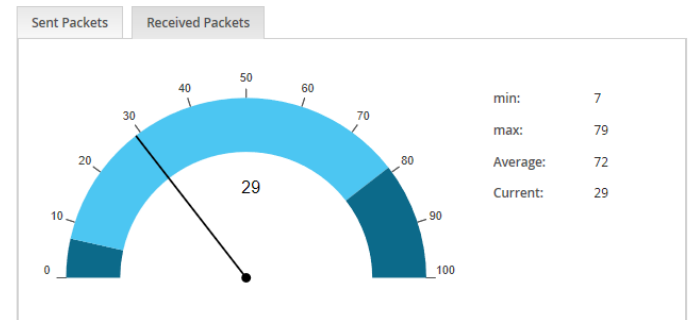 Sent Packets
Received Packets
0
10
20
30
40
50
60
70
80
90
100
29
min: 7
max: 79
Average: 72
Current: 29